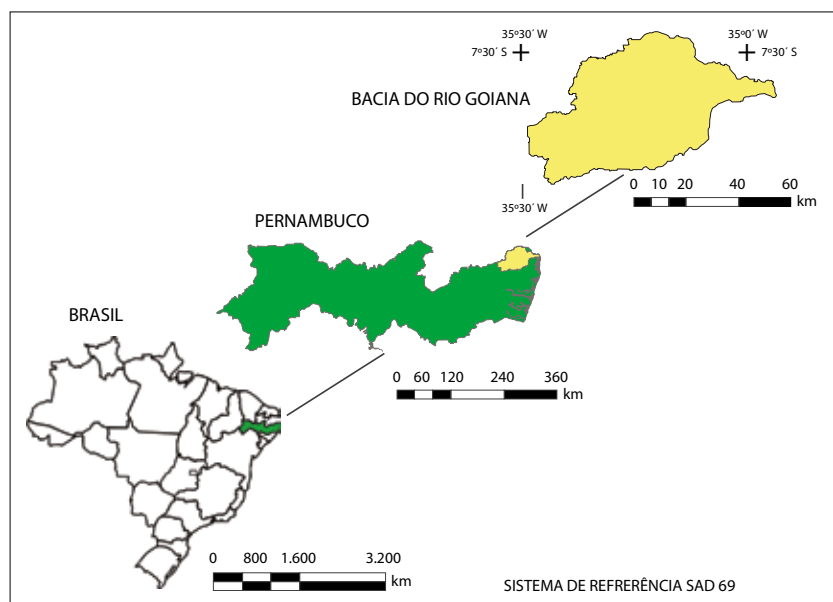 35º30´ W
35º0´ W
7º30´ S
7º30´ S
BACIA DO RIO GOIANA
35º30´ W
0 10 20 40 60
km
PERNAMBUCO
BRASIL
0 60 120 240 360
km
0 800 1.600 3.200
km
SISTEMA DE REFRERÊNCIA SAD 69